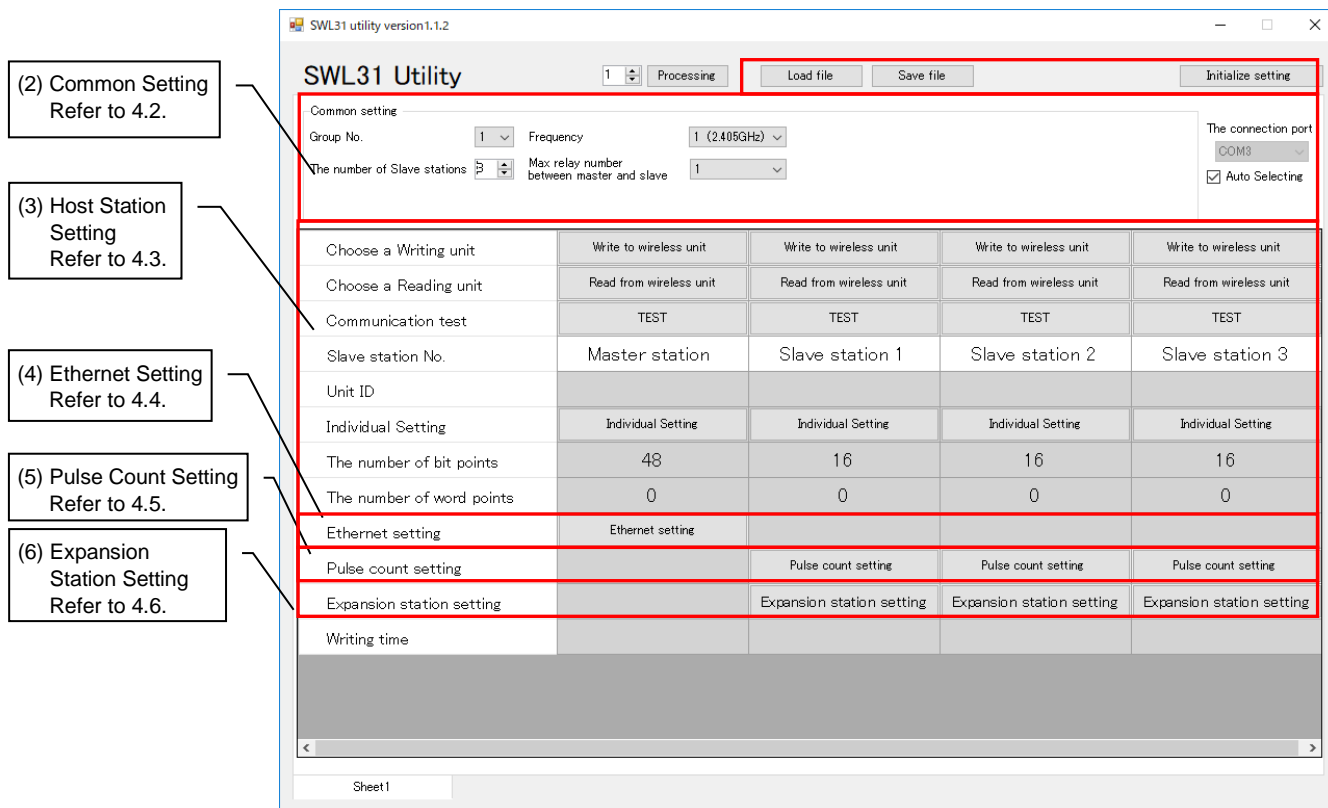 SWL31 utility version1.1.2
SWL31 Utility
1 Processing Load file Save file Initialize setting
(2) Common Setting
Refer to 4.2.
Common setting
Group No. 1 Frequency 1 (2.405GHz)
The number of Slave stations 3 Max relay number
between master and slave 1
The connection port
COM3
Auto Selecting
(3) Host Station
Setting
Refer to 4.3.
Choose a Writing unit Write to wireless unit Write to wireless unit Write to wireless unit Write to wireless unit
Choose a Reading unit Read from wireless unit Read from wireless unit Read from wireless unit Read from wireless unit
Communication test TEST TEST TEST TEST
Slave station No. Master station Slave station 1 Slave station 2 Slave station 3
Unit ID
Individual Setting Individual Setting Individual Setting Individual Setting Individual Setting
The number of bit points 48 16 16 16
The number of word points 0 0 0 0
(4) Ethernet Setting
Refer to 4.4.
Ethernet setting Ethernet setting
(5) Pulse Count Setting
Refer to 4.5.
Pulse count setting Pulse count setting Pulse count setting Pulse count setting
(6) Expansion
Station Setting
Refer to 4.6.
Expansion station setting Expansion station setting Expansion station setting Expansion station setting
Writing time
Sheet1